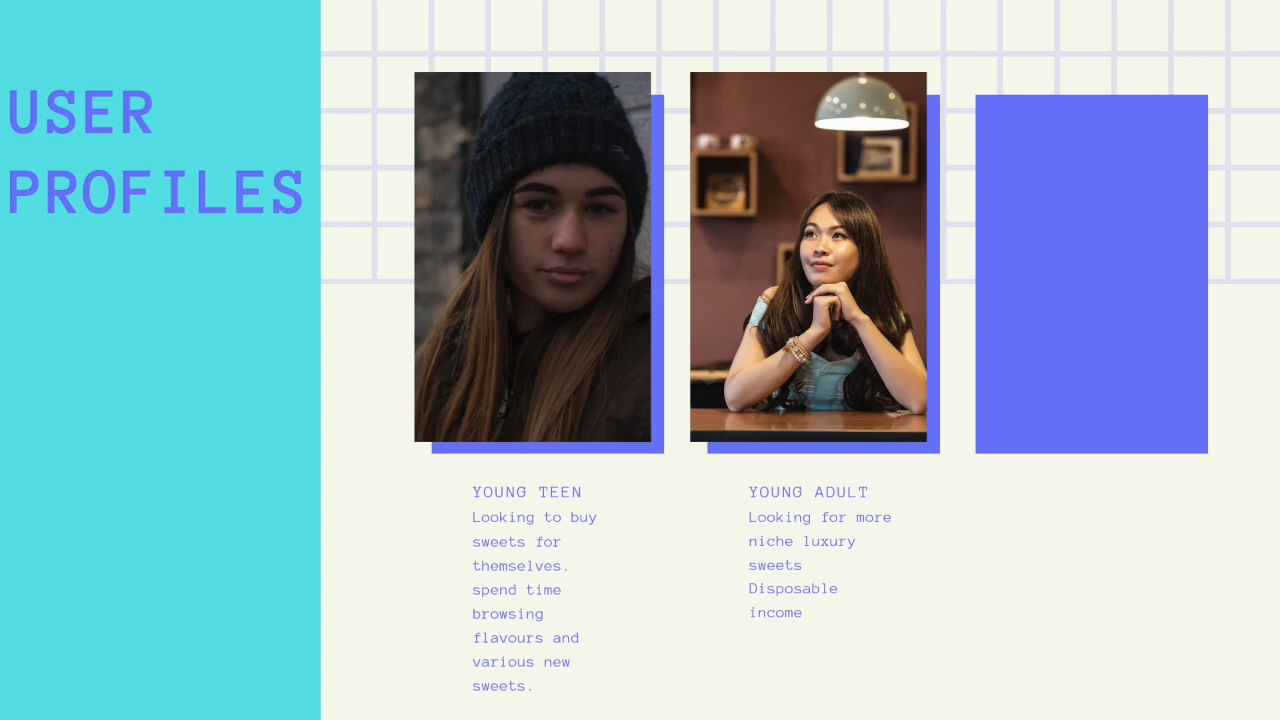 USER
PROFILES
YOUNG TEEN
Looking to buy
sweets for
themselves.
spend time
browsing
flavours and
various new
sweets.
YOUNG ADULT
Looking for more
niche luxury
sweets
Disposable
income